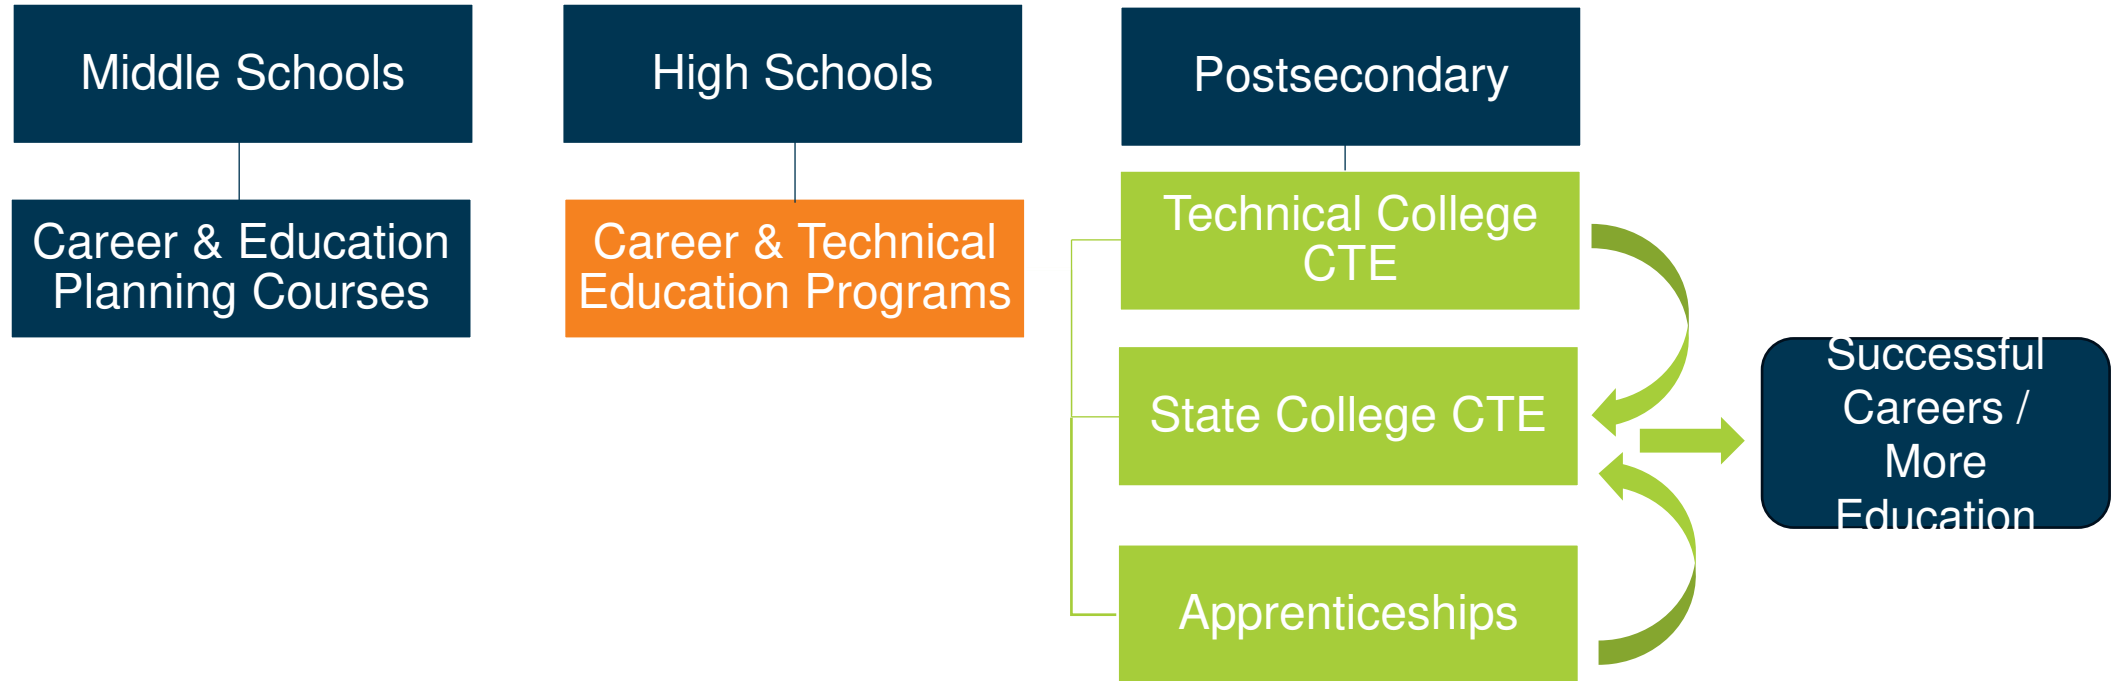 Middle Schools
High Schools
Postsecondary
Career & Education
Planning Courses
Career & Technical
Education Programs
Technical College
CTE
State College CTE
Apprenticeships
Successful
Careers /
More
Education